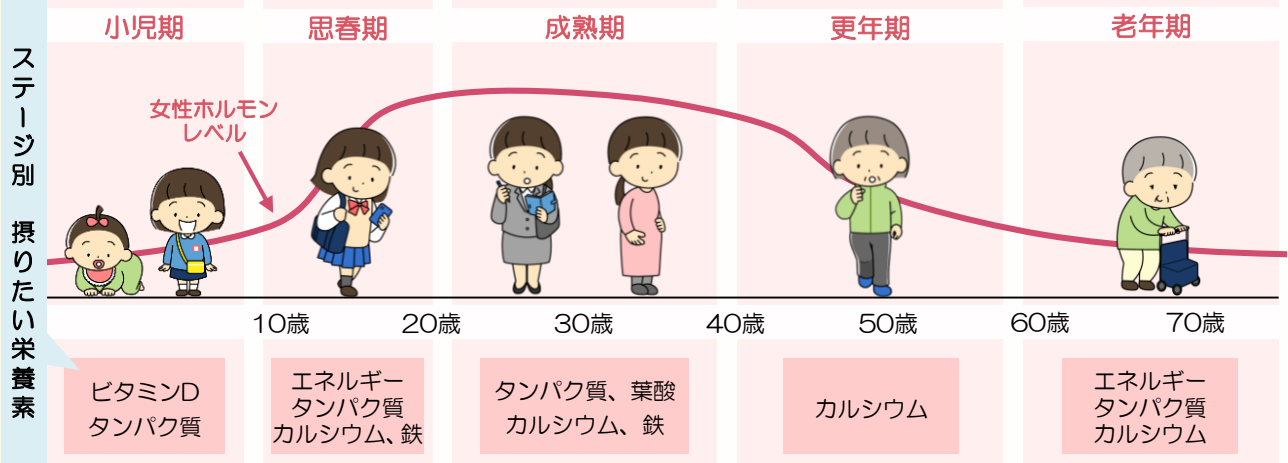 小児期
思春期
成熟期
更年期
老年期
ステージ別 摂りたい栄養素
女性ホルモン
レベル
10歳
20歳
30歳
40歳
50歳
60歳
70歳
ビタミンD
タンパク質
エネルギー
タンパク質
カルシウム、鉄
タンパク質、葉酸
カルシウム、鉄
カルシウム
エネルギー
タンパク質
カルシウム